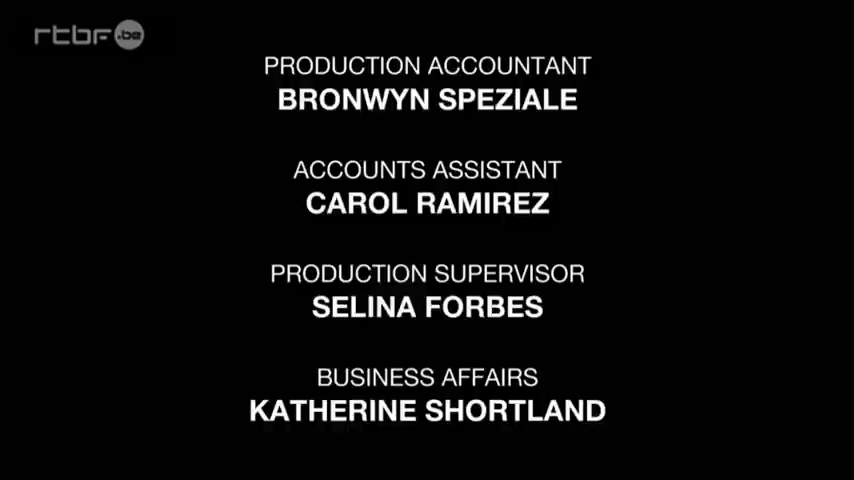 rtbf.be
PRODUCTION ACCOUNTANT
BRONWYN SPEZIALE
ACCOUNTS ASSISTANT
CAROL RAMIREZ
PRODUCTION SUPERVISOR
SELINA FORBES
BUSINESS AFFAIRS
KATHERINE SHORTLAND